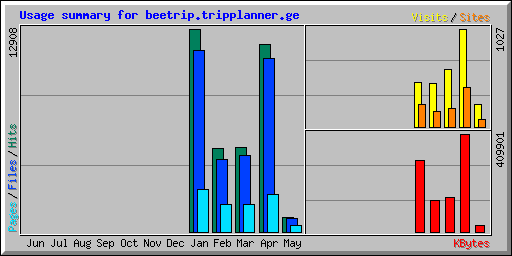 Usage summary for beetrip.tripplanner.ge
Visits / Sites
12908
1027
409901
Pages / Files / Hits
Jun Jul Aug Sep Oct Nov Dec Jan Feb Mar Apr May
KBytes